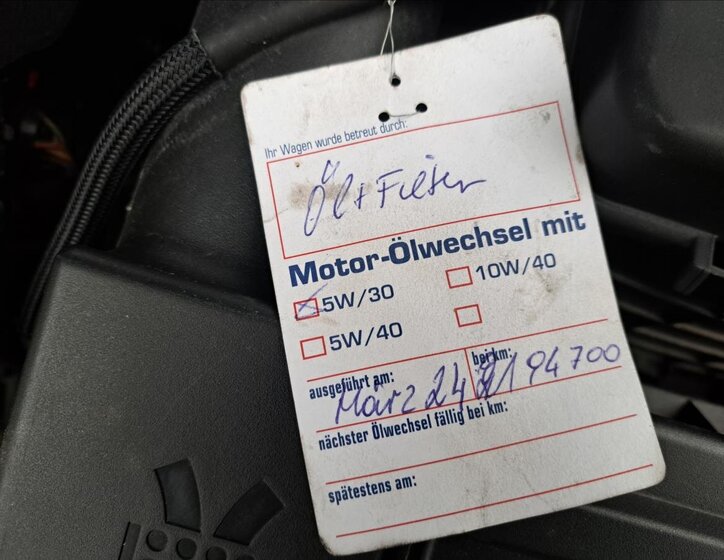 Ihr Wagen wurde betreut durch:
Öl + Filter
Motor-Ölwechsel mit
5W/30 10W/40
5W/40
ausgeführt am: bei km:
März 24 194700
nächster Ölwechsel fällig bei km:
spätestens am: